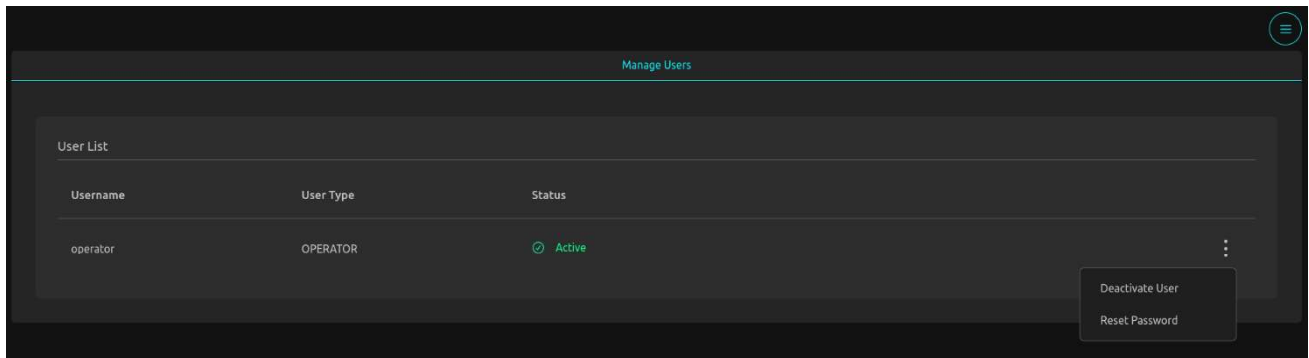 Manage Users
User List
Username User Type Status
operator OPERATOR Active
Deactivate User
Reset Password